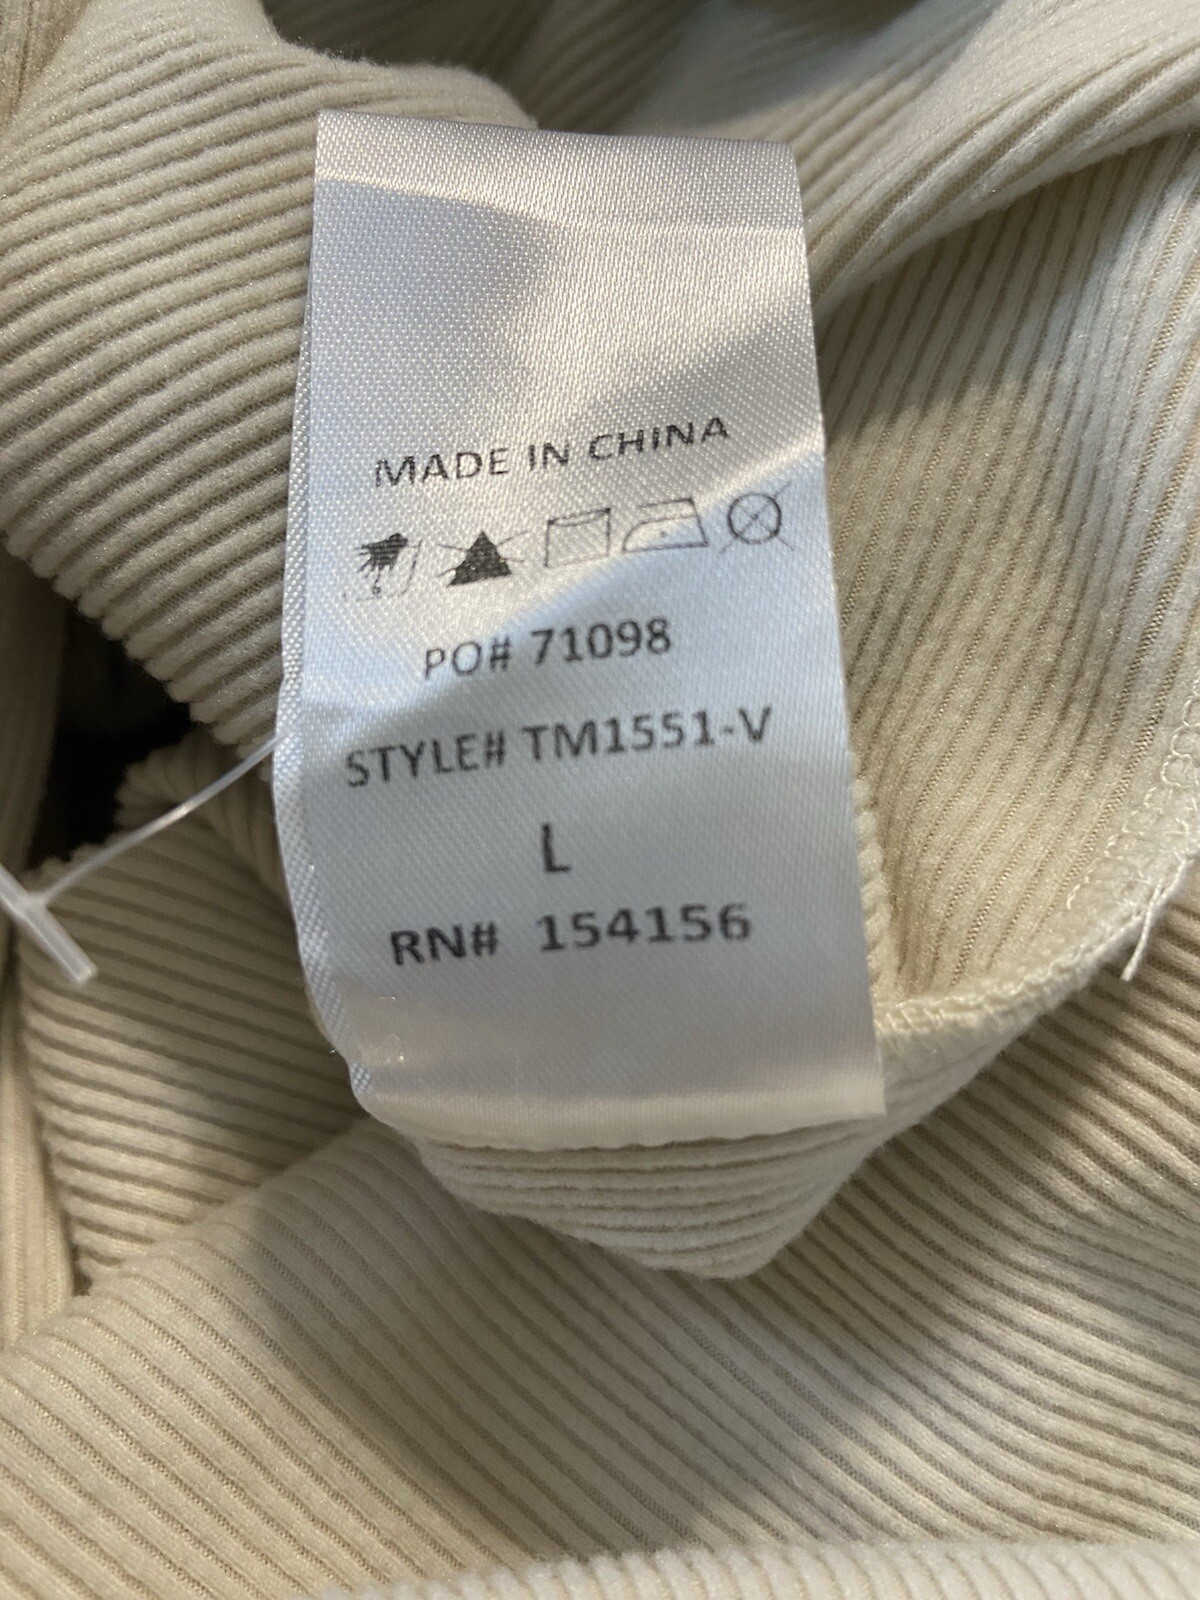 MADE IN CHINA
PO# 71098
STYLE# TM1551-V
L
RN# 154156